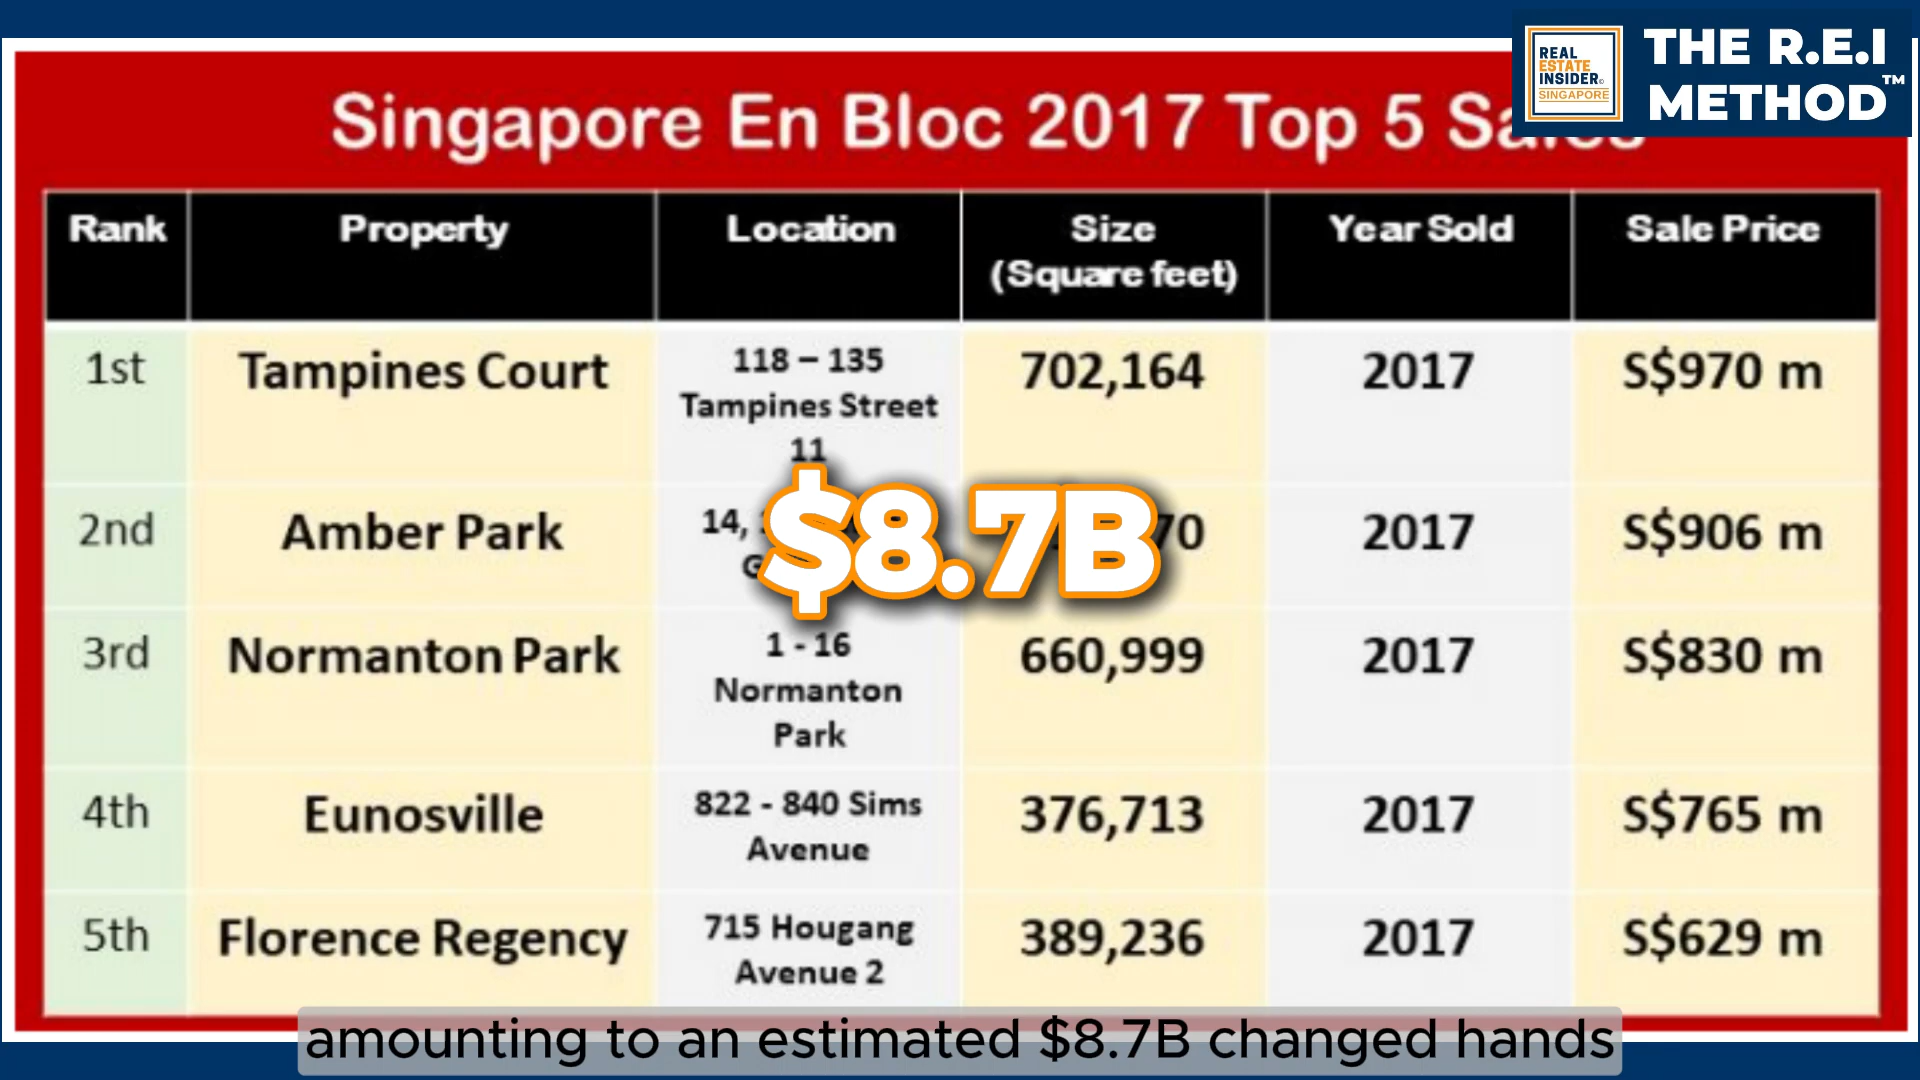 REAL
ESTATE
INSIDER©
SINGAPORE
THE R.E.I
METHOD™
Singapore En Bloc 2017 Top 5
Rank Property Location Size (Square feet) Year Sold Sale Price
1st Tampines Court 118 – 135 Tampines Street 11 702,164 2017 S$970 m
2nd Amber Park 14, 2017 S$906 m
$8.7B
3rd Normanton Park 1 - 16 Normanton Park 660,999 2017 S$830 m
4th Eunosville 822 - 840 Sims Avenue 376,713 2017 S$765 m
5th Florence Regency 715 Hougang Avenue 2 389,236 2017 S$629 m
amounting to an estimated $8.7B changed hands